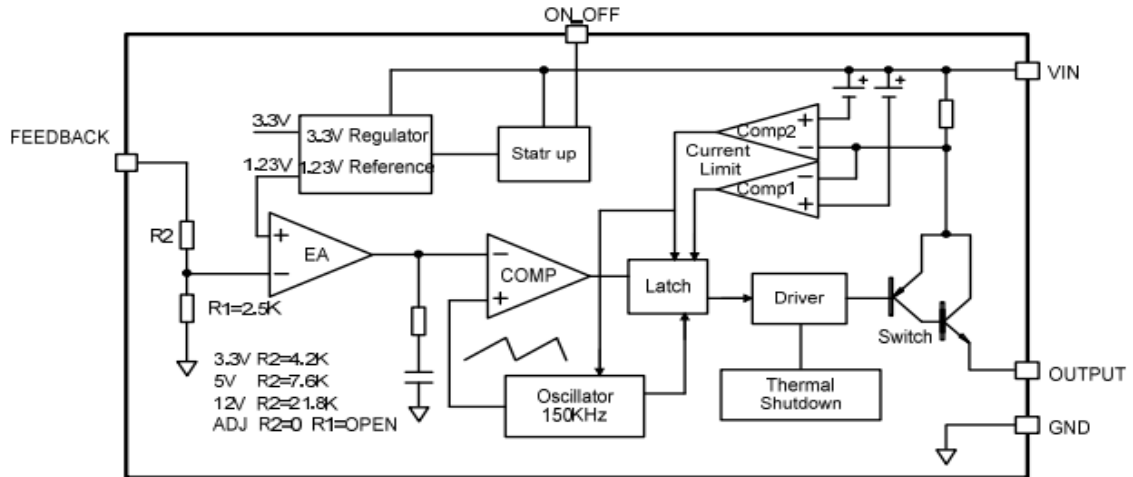 ON_OFF
VIN
FEEDBACK
3.3V
3.3V Regulator
1.23V
1.23V Reference
Statr up
Comp2
Current
Limit
Comp1
R2
EA
COMP
Latch
Driver
Switch
R1=2.5K
3.3V R2=4.2K
5V R2=7.6K
12V R2=21.8K
ADJ R2=0 R1=OPEN
Oscillator
150KHz
Thermal
Shutdown
OUTPUT
GND